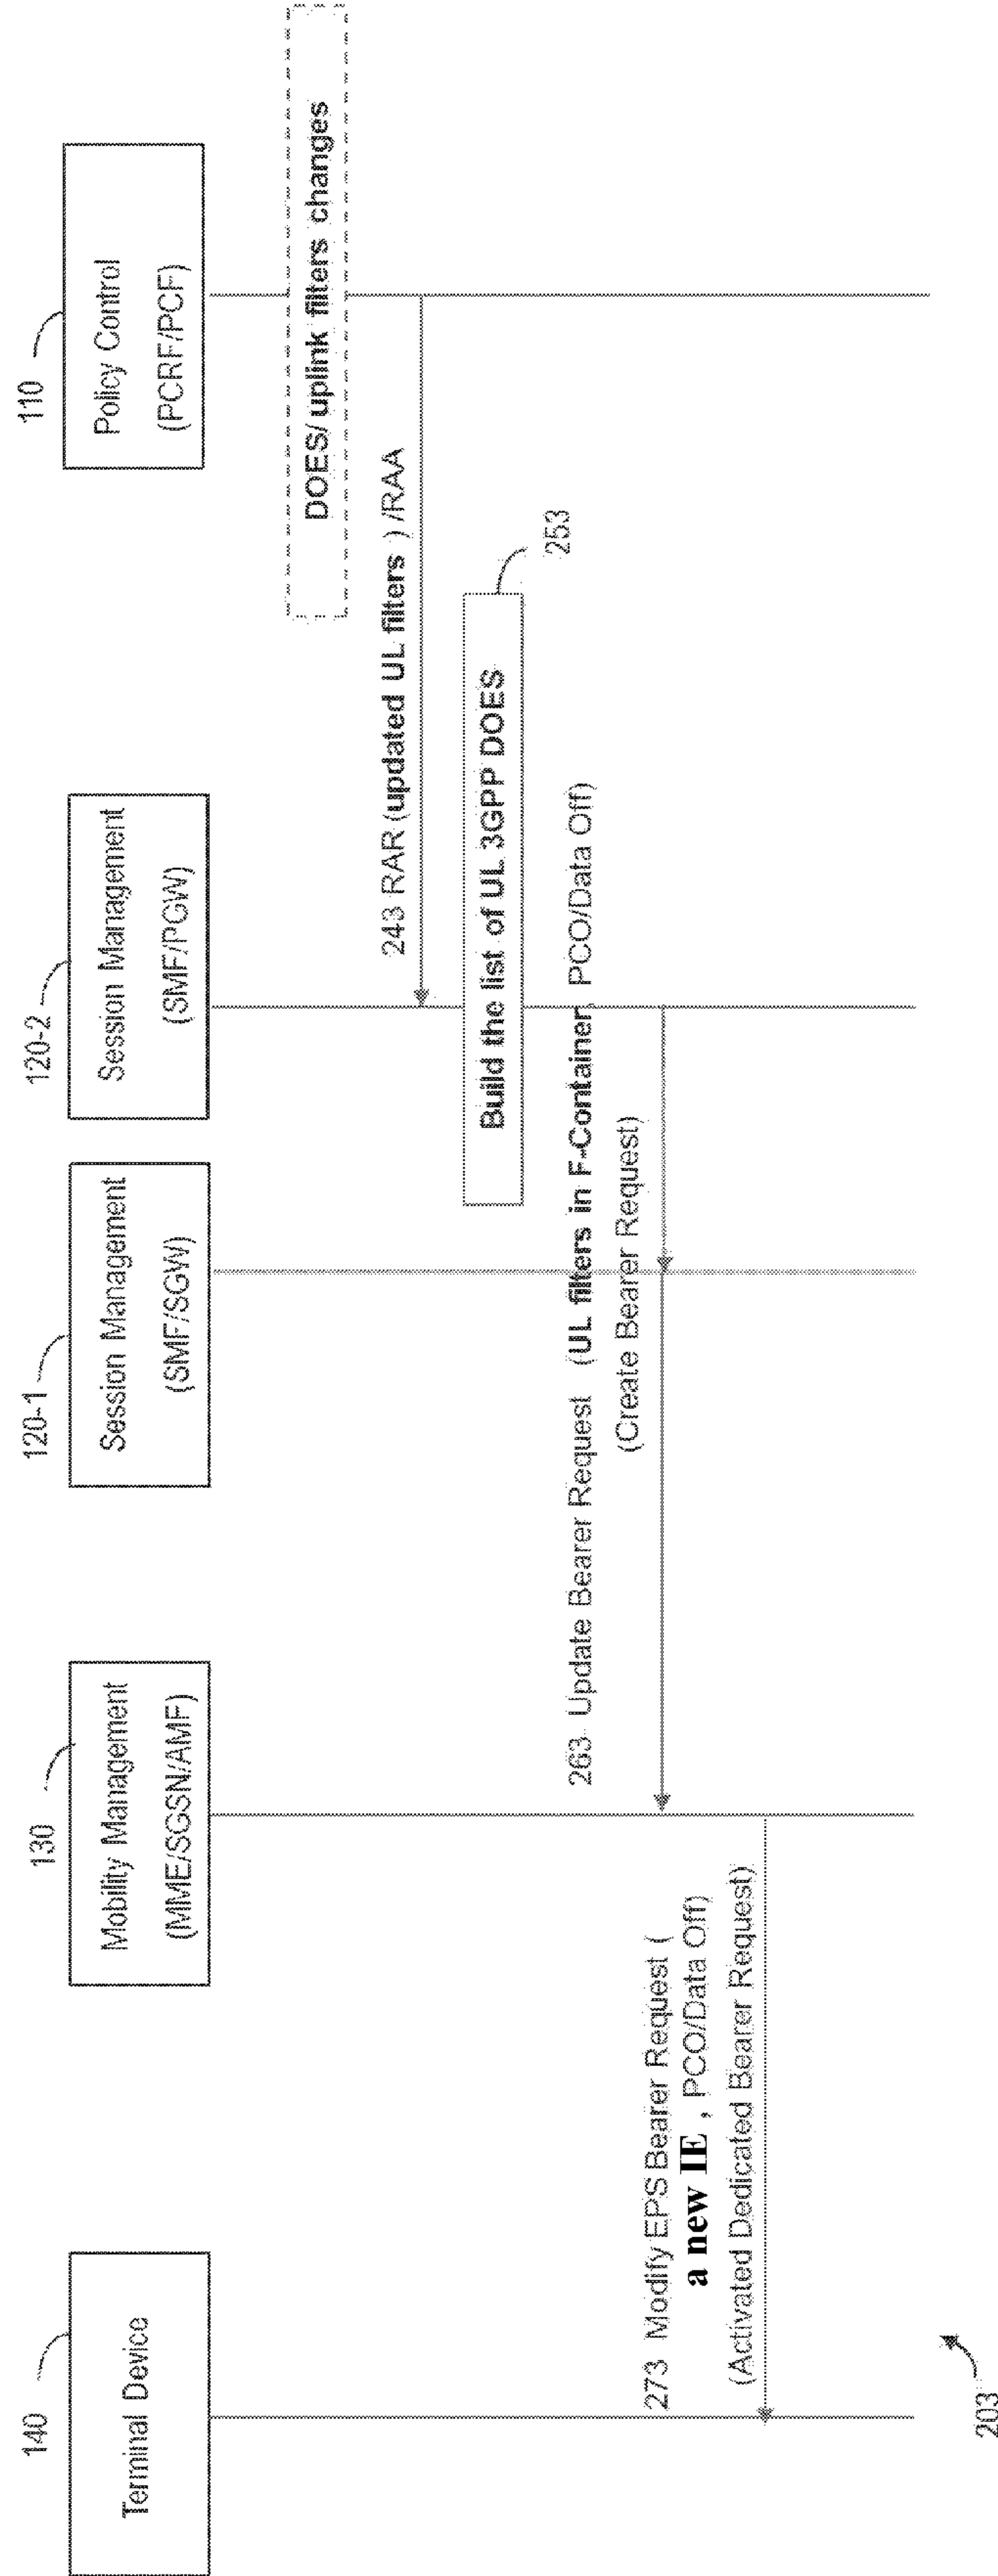 140
Terminal Device
130
Mobility Management
(MME/SGSN/AMF)
120-1
Session Management
(SMF/SGW)
120-2
Session Management
(SMF/PGW)
110
Policy Control
(PCRF/PCF)
DOES/ uplink filters changes
243 RAR (updated UL filters ) /RAA
Build the list of UL 3GPP DOES
253
263 Update Bearer Request (UL filters in F-Container, PCO/Data Off)
(Create Bearer Request)
273 Modify EPS Bearer Request (
a new IE , PCO/Data Off)
(Activated Dedicated Bearer Request)
203